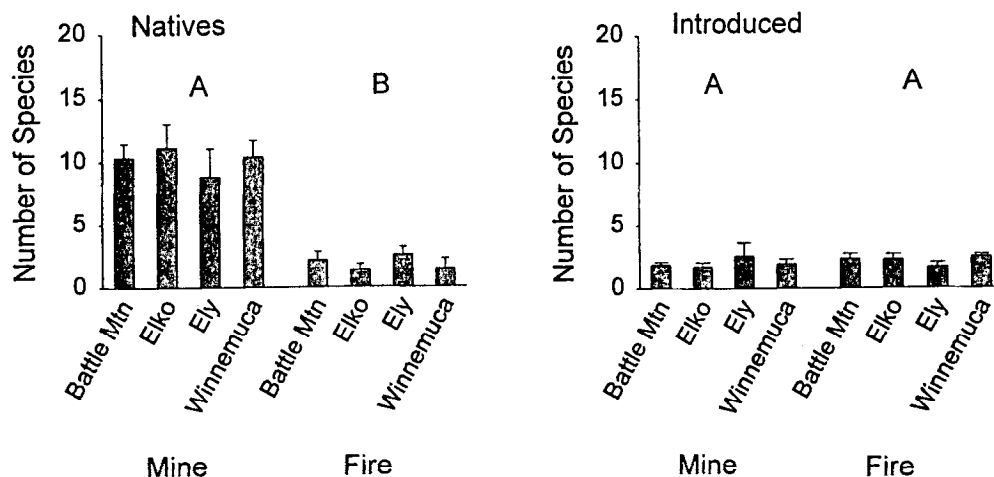 Natives
Number of Species
20
15
10
5
0
A
B
Battle Mtn
Elko
Ely
Winnemuca
Battle Mtn
Elko
Ely
Winnemuca
Mine
Fire
Introduced
Number of Species
20
15
10
5
0
A
A
Battle Mtn
Elko
Ely
Winnemuca
Battle Mtn
Elko
Ely
Winnemuca
Mine
Fire